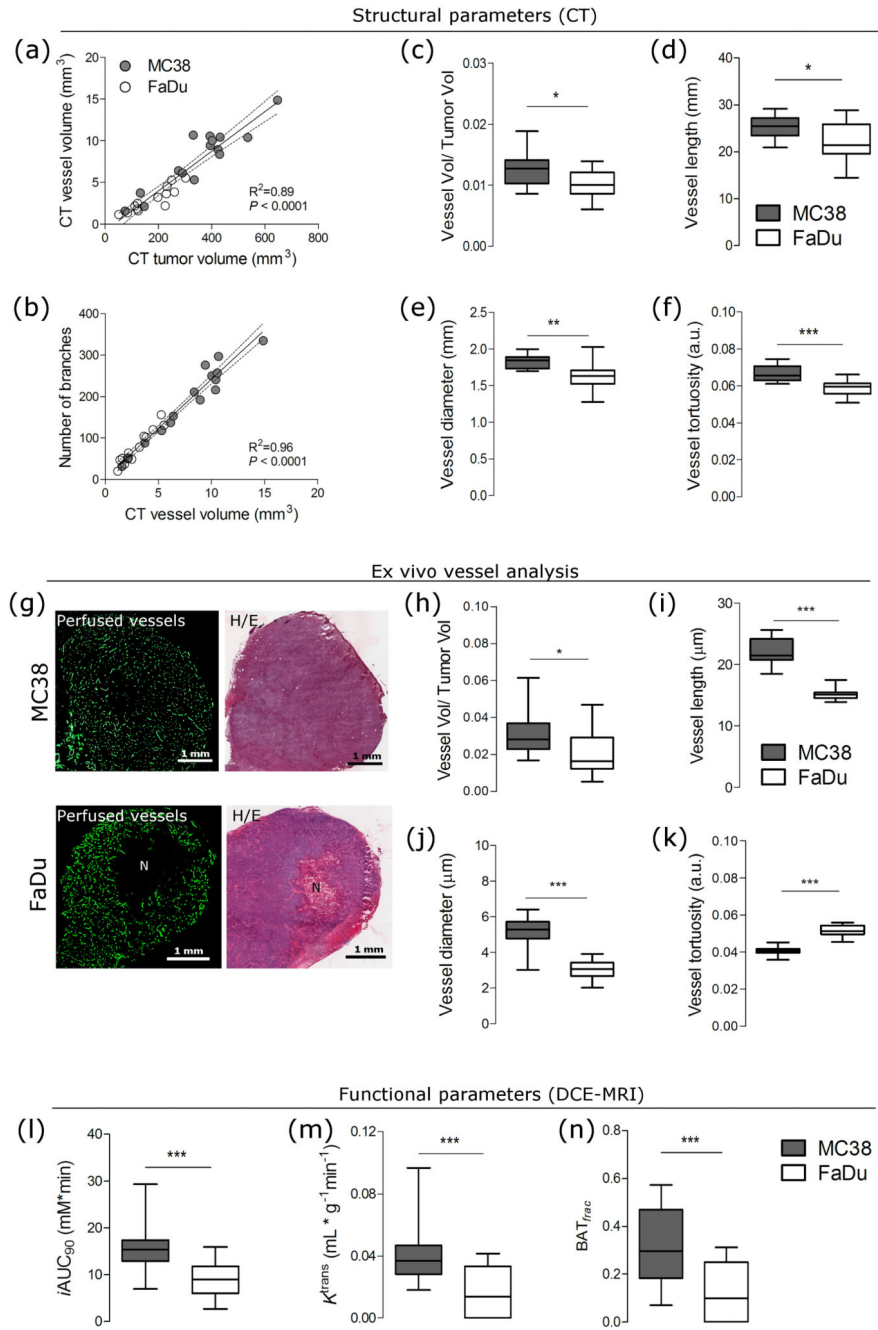 Structural parameters (CT)
(a)
CT vessel volume (mm³)
20
15
10
5
0
MC38
FaDu
R²=0.89
P < 0.0001
0 200 400 600 800
CT tumor volume (mm³)
(c)
Vessel Vol/ Tumor Vol
0.03
0.02
0.01
0.00
*
(d)
Vessel length (mm)
40
30
20
10
0
*
MC38
FaDu
(b)
Number of branches
400
300
200
100
0
R²=0.96
P < 0.0001
0 5 10 15 20
CT vessel volume (mm³)
(e)
Vessel diameter (mm)
2.5
2.0
1.5
1.0
0.5
0.0
**
(f)
Vessel tortuosity (a.u.)
0.10
0.08
0.06
0.04
0.02
0.00
***
Ex vivo vessel analysis
(g)
MC38
Perfused vessels
1 mm
H/E
1 mm
FaDu
Perfused vessels
N
1 mm
H/E
N
1 mm
(h)
Vessel Vol/ Tumor Vol
0.10
0.08
0.06
0.04
0.02
0.00
*
(i)
Vessel length (μm)
30
20
10
0
***
MC38
FaDu
(j)
Vessel diameter (μm)
8
6
4
2
0
***
(k)
Vessel tortuosity (a.u.)
0.10
0.08
0.06
0.04
0.02
0.00
***
Functional parameters (DCE-MRI)
(l)
iAUC₉₀ (mM*min)
40
30
20
10
0
***
(m)
Kᵗʳᵃⁿˢ (mL * g⁻¹min⁻¹)
0.12
0.08
0.04
0.00
***
(n)
BATfrac
0.8
0.6
0.4
0.2
0.0
***
MC38
FaDu